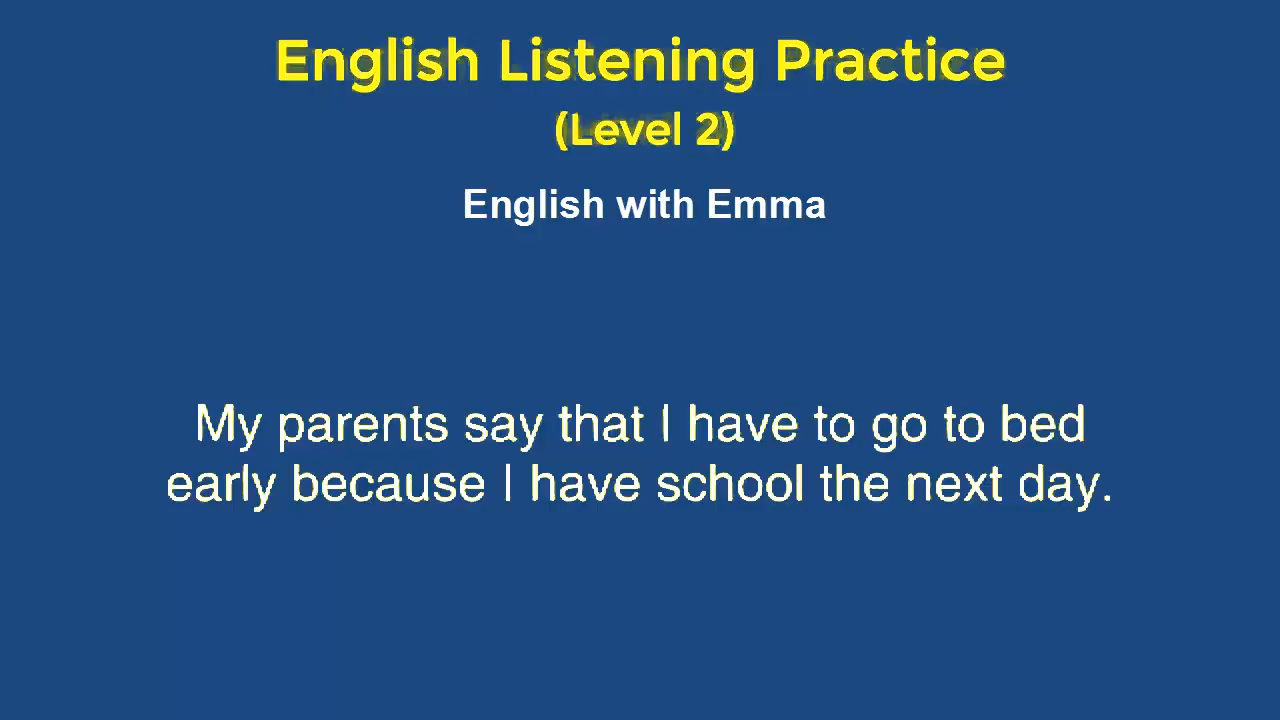 English Listening Practice
(Level 2)
English with Emma
My parents say that I have to go to bed
early because I have school the next day.